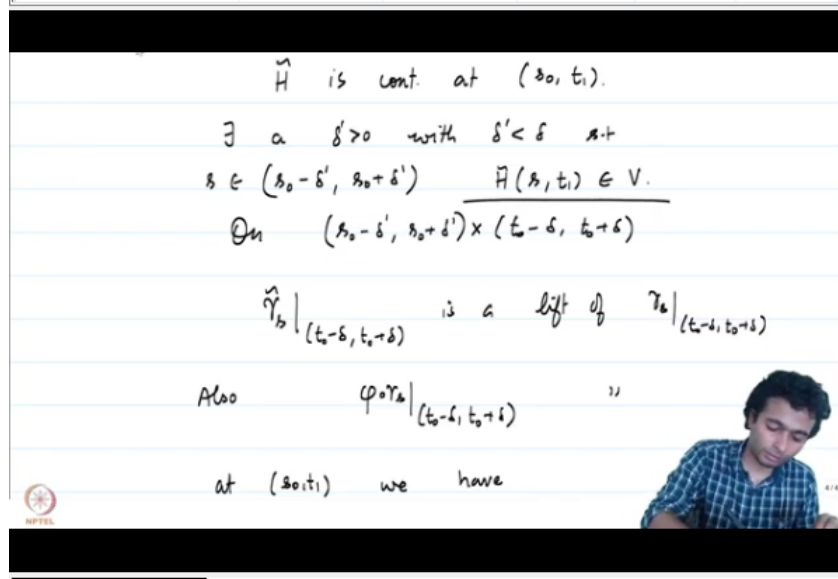 H̃ is cont. at (s₀, t₁).
∃ a δ'>0 with δ'<δ s.t
s ∈ (s₀-δ', s₀+δ') H̃(s, t₁) ∈ V.
On (s₀-δ', s₀+δ') × (t₀-δ, t₀+δ)
γ̃ₛ|(t₀-δ, t₀+δ) is a lift of γₛ|(t₀-δ, t₀+δ)
Also φ∘γₛ|(t₀-δ, t₀+δ) "
at (s₀,t₁) we have
NPTEL